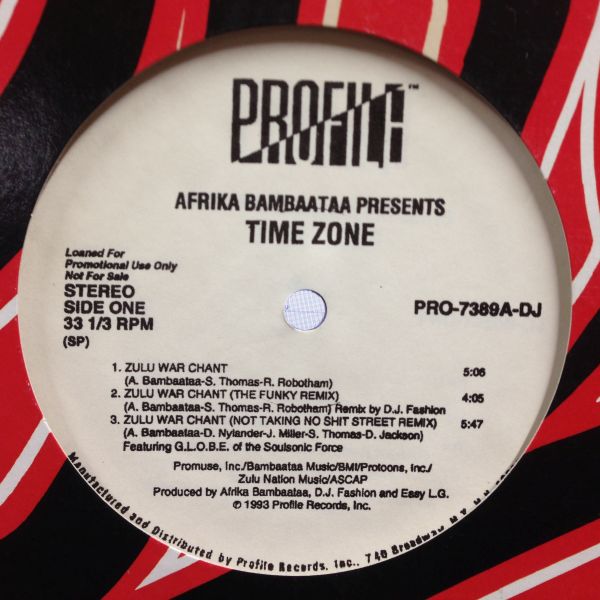 PROFILE™
AFRIKA BAMBAATAA PRESENTS
TIME ZONE
Loaned For
Promotional Use Only
Not For Sale
STEREO
SIDE ONE
33 1/3 RPM
(SP)
PRO-7389A-DJ
1. ZULU WAR CHANT 5:06
(A. Bambaataa-S. Thomas-R. Robotham)
2. ZULU WAR CHANT (THE FUNKY REMIX) 4:05
(A. Bambaataa-S. Thomas-R. Robotham) Remix by D.J. Fashion
3. ZULU WAR CHANT (NOT TAKING NO SHIT STREET REMIX) 5:47
(A. Bambaataa-D. Nylander-J. Miller-S. Thomas-D. Jackson)
Featuring G.L.O.B.E. of the Soulsonic Force
Promuse, Inc./Bambaataa Music/BMI/Protoons, Inc./
Zulu Nation Music/ASCAP
Produced by Afrika Bambaataa, D.J. Fashion and Easy L.G.
© 1993 Profile Records, Inc.
Manufactured and Distributed by Profile Records, Inc., 740 Broadway,